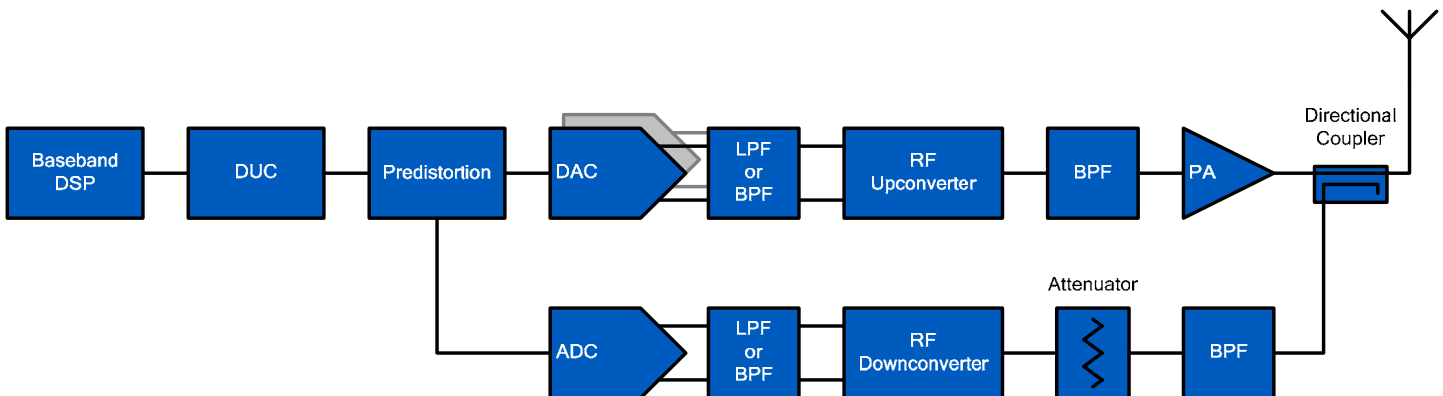 Directional
Coupler
Baseband
DSP
DUC
Predistortion
DAC
LPF
or
BPF
RF
Upconverter
BPF
PA
Attenuator
ADC
LPF
or
BPF
RF
Downconverter
BPF